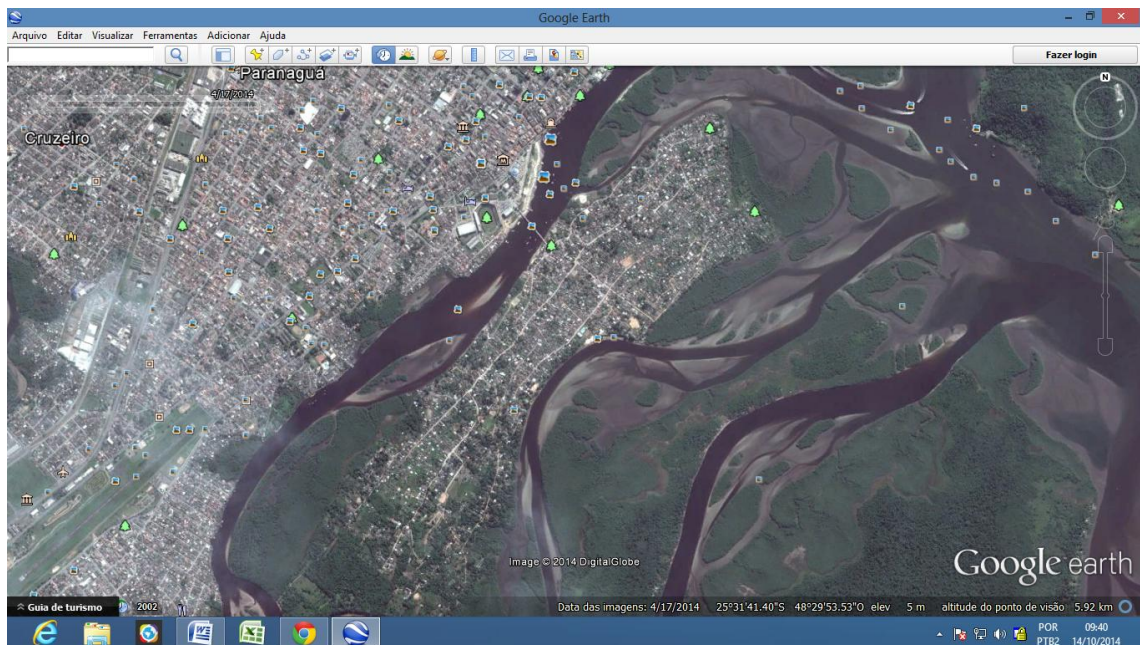 Google Earth
Arquivo Editar Visualizar Ferramentas Adicionar Ajuda
Fazer login
Paranaguá
4/17/2014
N
Cruzeiro
Image © 2014 DigitalGlobe
Google earth
Guia de turismo 2002 Data das imagens: 4/17/2014 25°31'41.40"S 48°29'53.53"O elev 5 m altitude do ponto de visão 5.92 km
POR 09:40
PTB2 14/10/2014